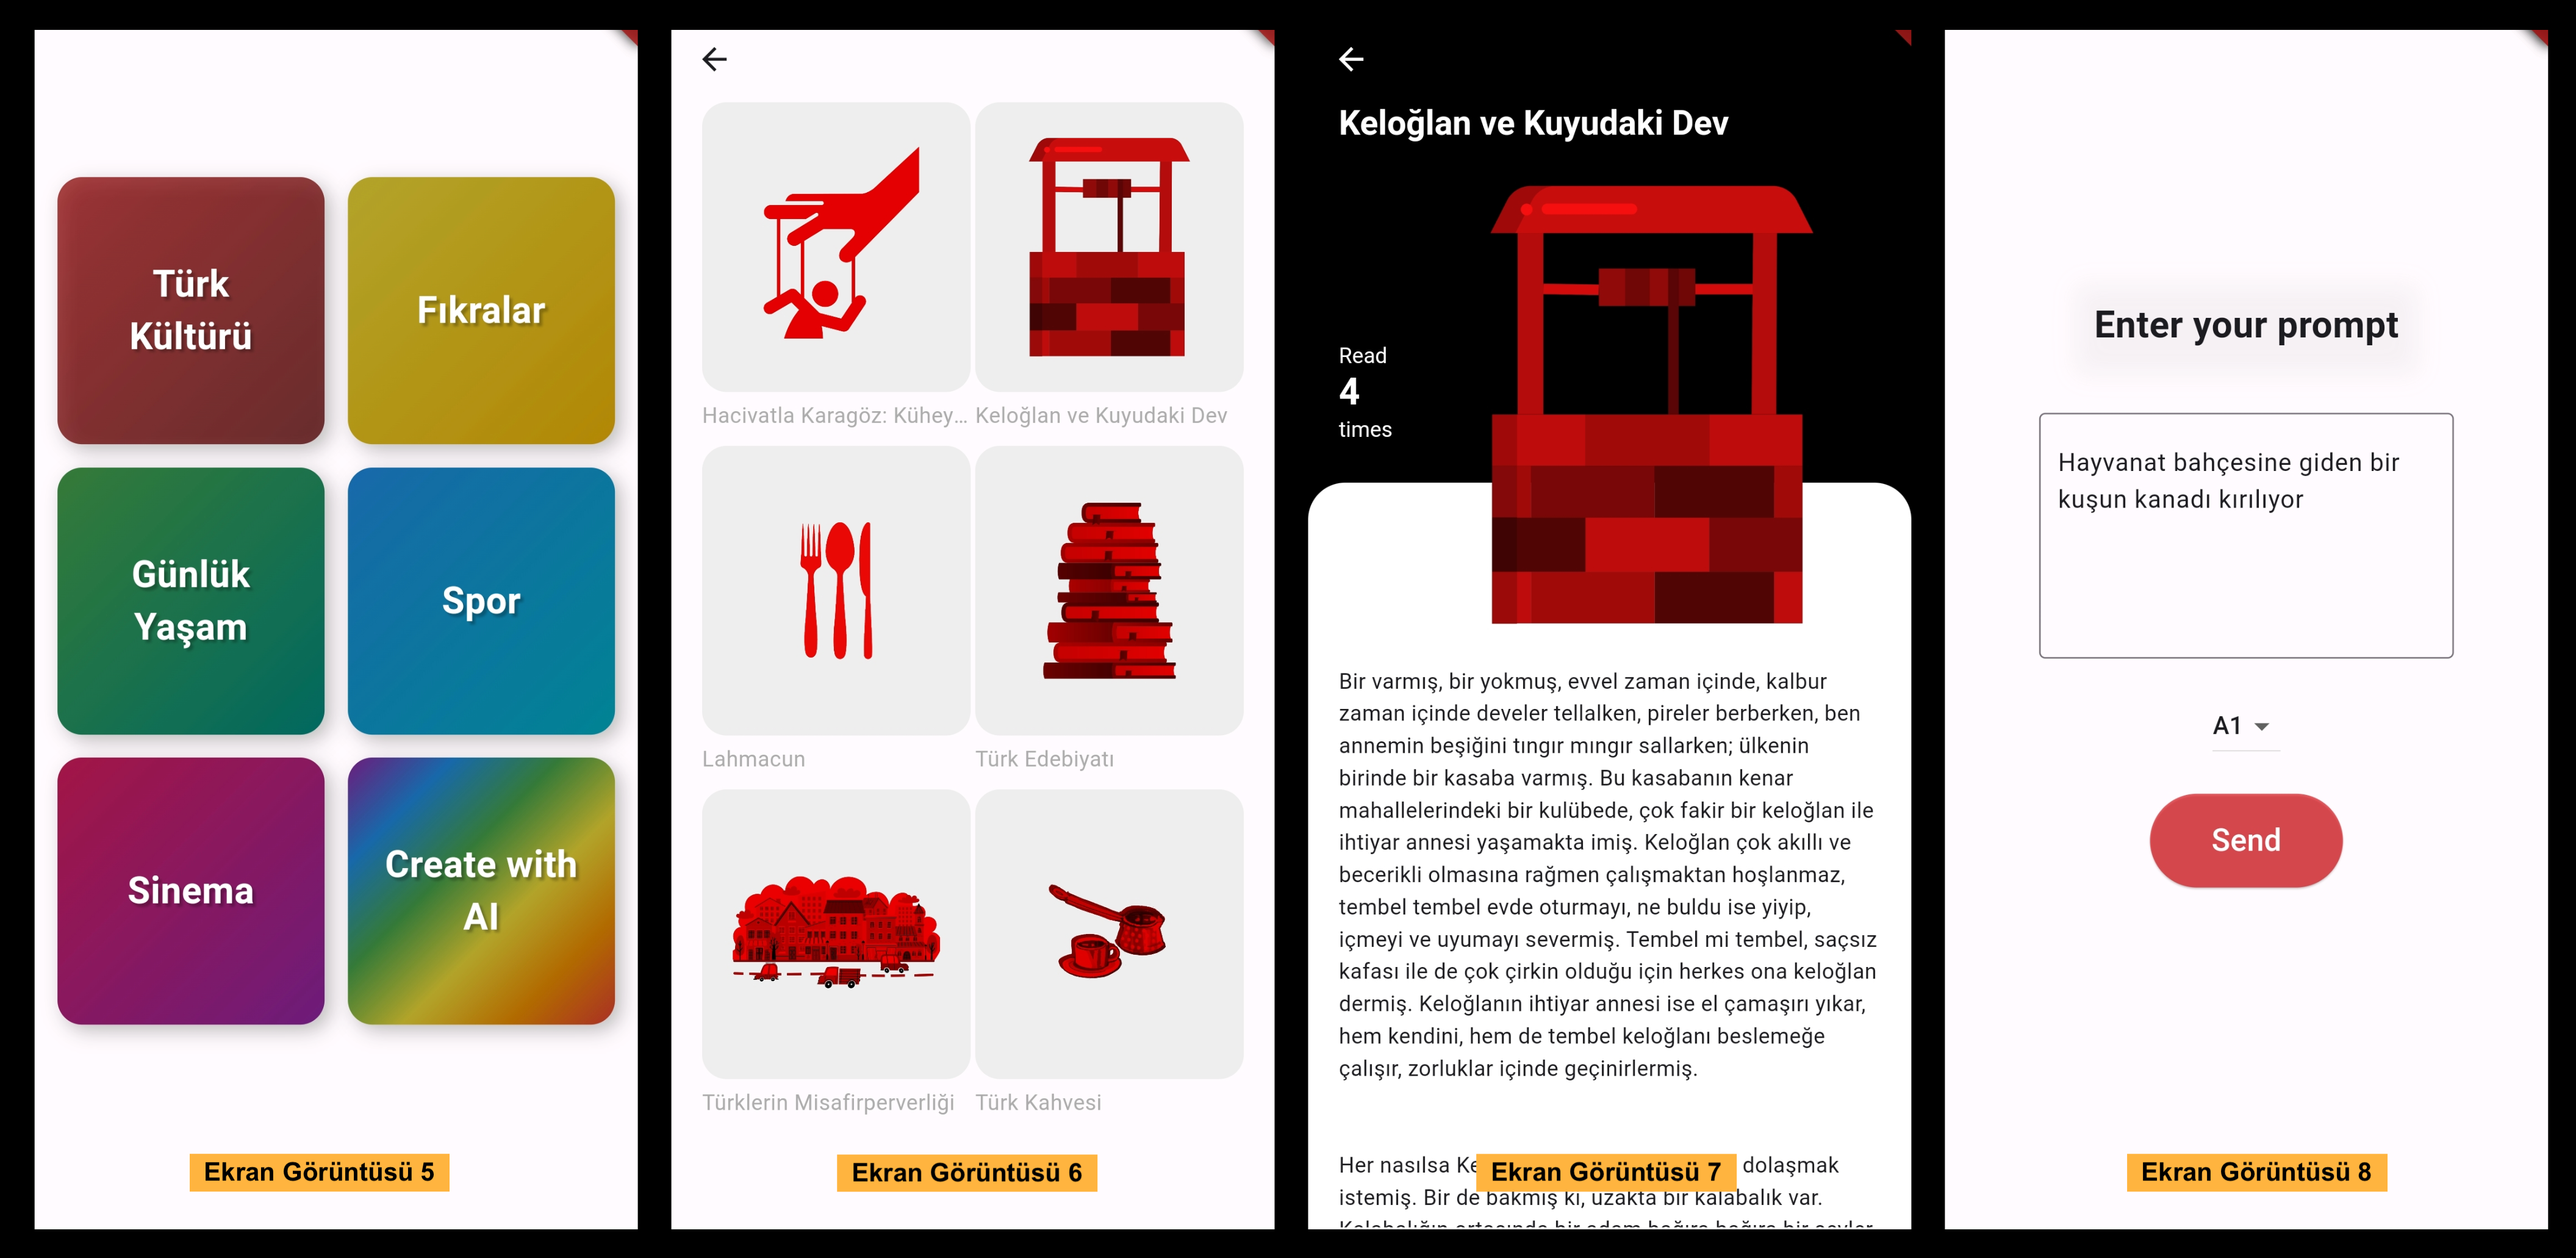 Türk
Kültürü
Fıkralar
Günlük
Yaşam
Spor
Sinema
Create with
AI
Ekran Görüntüsü 5
Hacivatla Karagöz: Kühey...
Keloğlan ve Kuyudaki Dev
Lahmacun
Türk Edebiyatı
Türklerin Misafirperverliği
Türk Kahvesi
Ekran Görüntüsü 6
Keloğlan ve Kuyudaki Dev
Read
4
times
Bir varmış, bir yokmuş, evvel zaman içinde, kalbur
zaman içinde develer tellalken, pireler berberken, ben
annemin beşiğini tıngır mıngır sallarken; ülkenin
birinde bir kasaba varmış. Bu kasabanın kenar
mahallelerindeki bir kulübede, çok fakir bir keloğlan ile
ihtiyar annesi yaşamakta imiş. Keloğlan çok akıllı ve
becerikli olmasına rağmen çalışmaktan hoşlanmaz,
tembel tembel evde oturmayı, ne buldu ise yiyip,
içmeyi ve uyumayı severmiş. Tembel mi tembel, saçsız
kafası ile de çok çirkin olduğu için herkes ona keloğlan
dermiş. Keloğlanın ihtiyar annesi ise el çamaşırı yıkar,
hem kendini, hem de tembel keloğlanı beslemeğe
çalışır, zorluklar içinde geçinirlermiş.
Her nasılsa Ke dolaşmak
Ekran Görüntüsü 7
istemiş. Bir de bakmış ki, uzakta bir kalabalık var.
Enter your prompt
Hayvanat bahçesine giden bir
kuşun kanadı kırılıyor
A1
Send
Ekran Görüntüsü 8